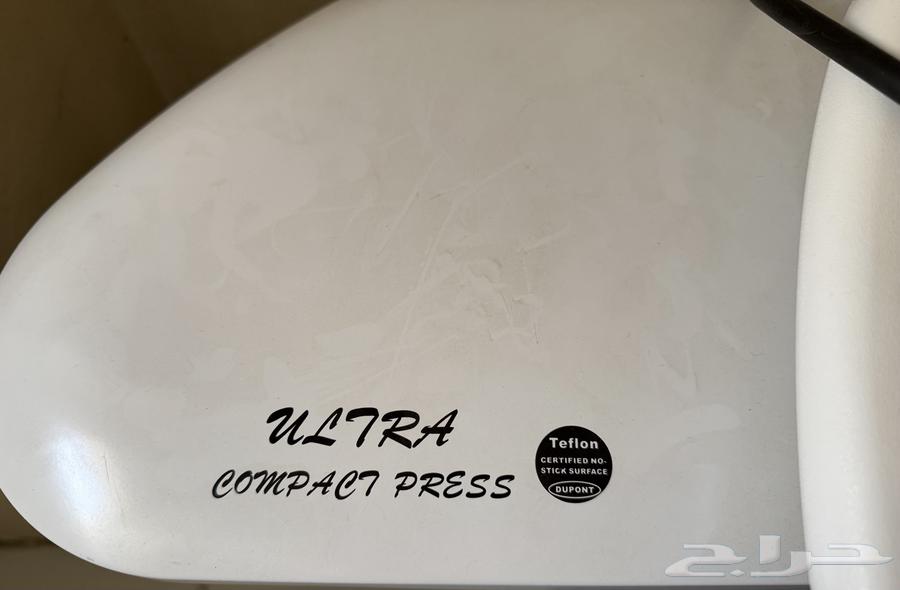 ULTRA
COMPACT PRESS
Teflon
CERTIFIED NO-
STICK SURFACE
DUPONT
حراج